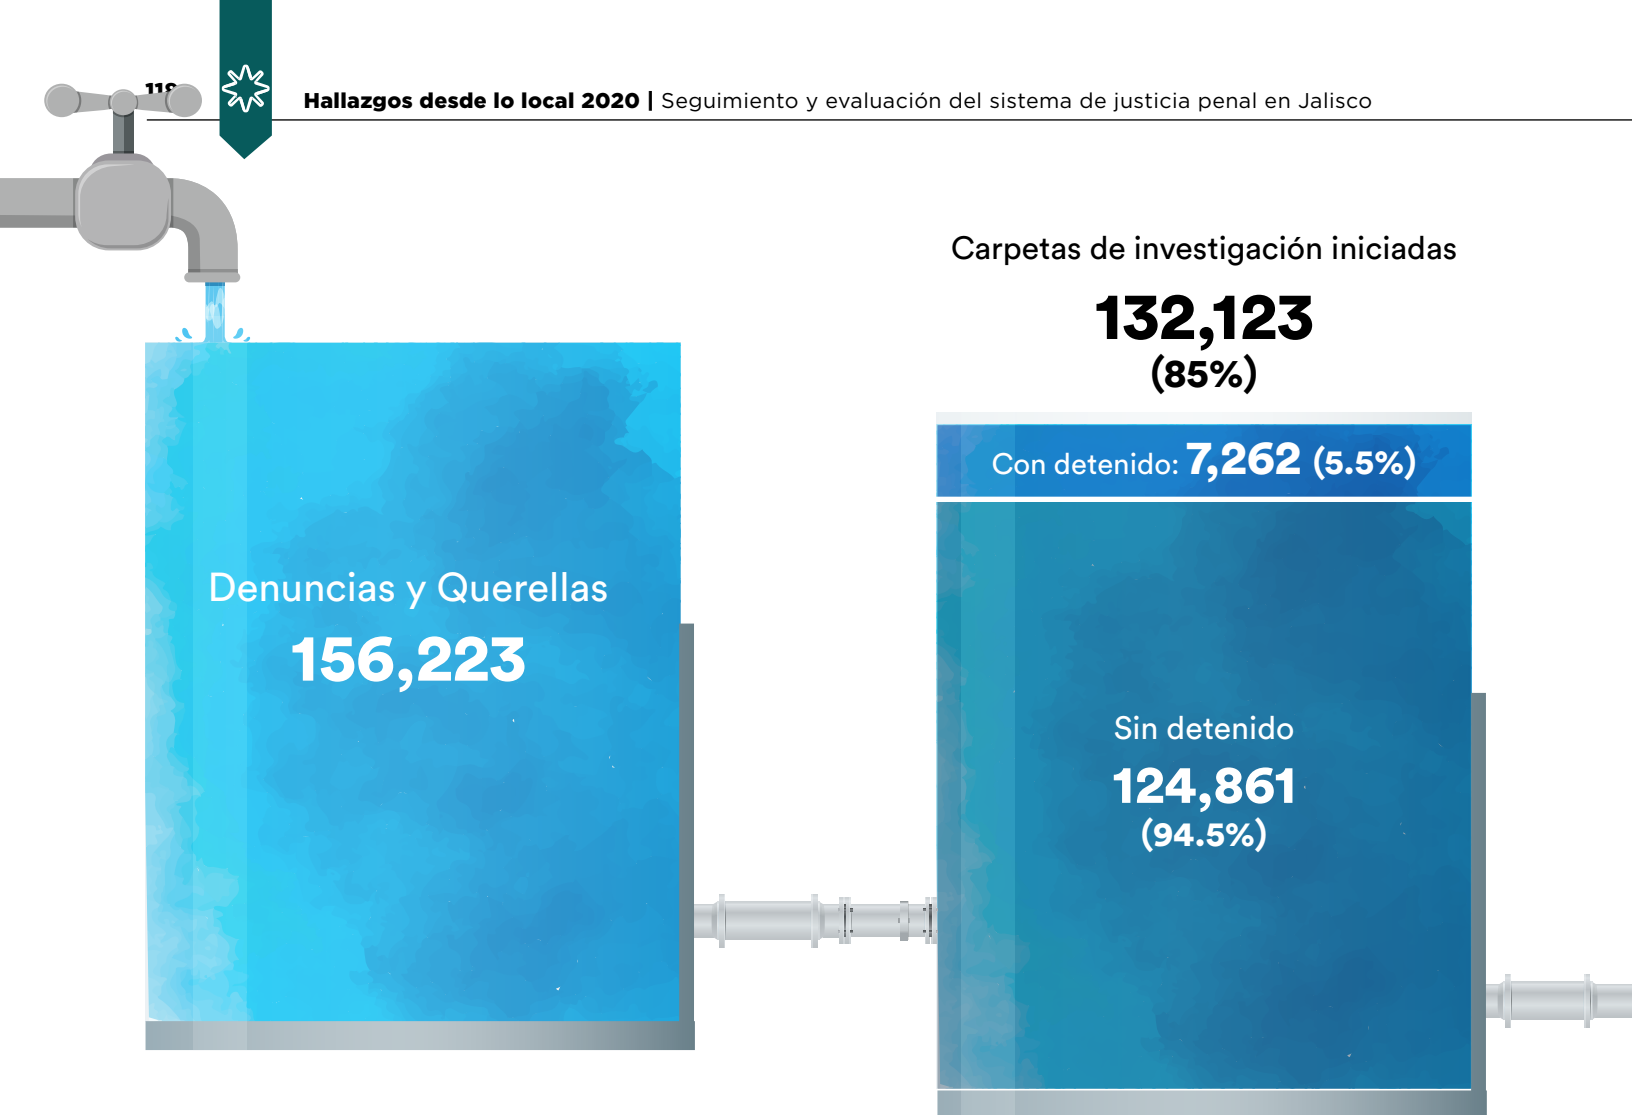 Hallazgos desde lo local 2020 | Seguimiento y evaluación del sistema de justicia penal en Jalisco
Denuncias y Querellas
156,223
Carpetas de investigación iniciadas
132,123
(85%)
Con detenido: 7,262 (5.5%)
Sin detenido
124,861
(94.5%)